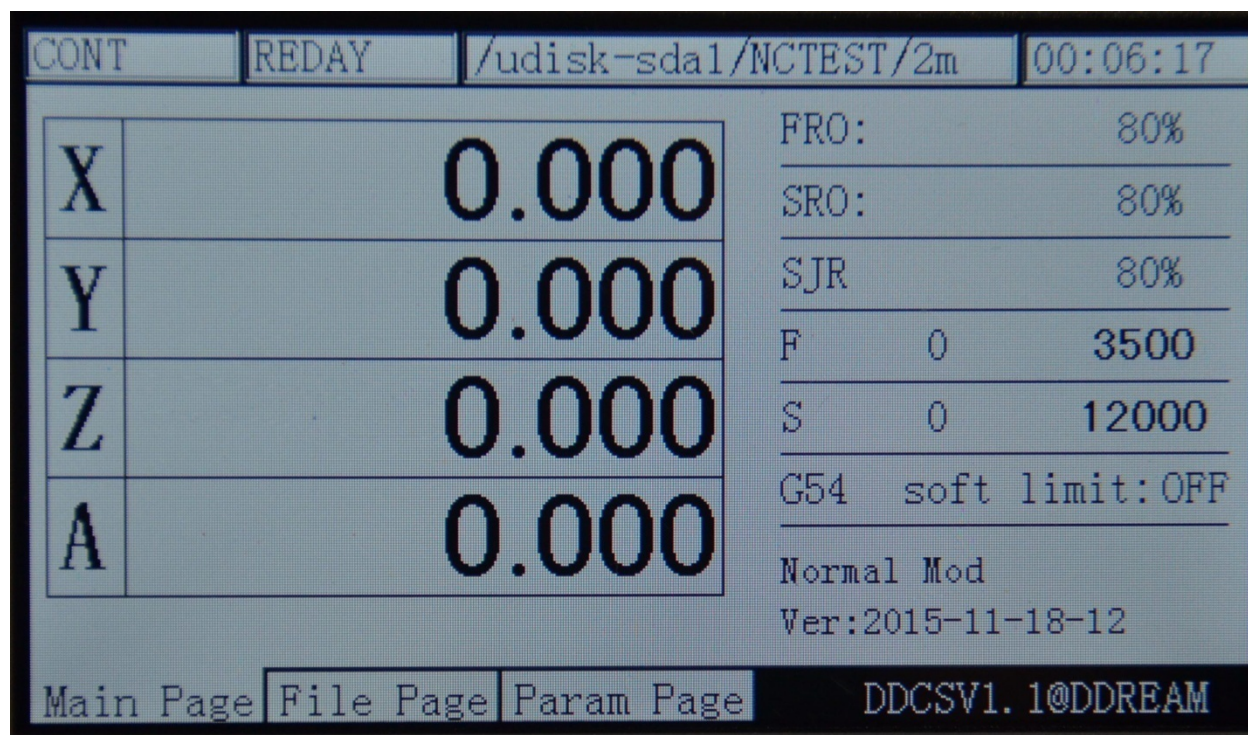 CONT REDAY /udisk-sda1/NCTEST/2m 00:06:17
X 0.000
Y 0.000
Z 0.000
A 0.000
FRO: 80%
SRO: 80%
SJR 80%
F 0 3500
S 0 12000
G54 soft limit:OFF
Normal Mod
Ver:2015-11-18-12
Main Page File Page Param Page DDCSV1.1@DDREAM